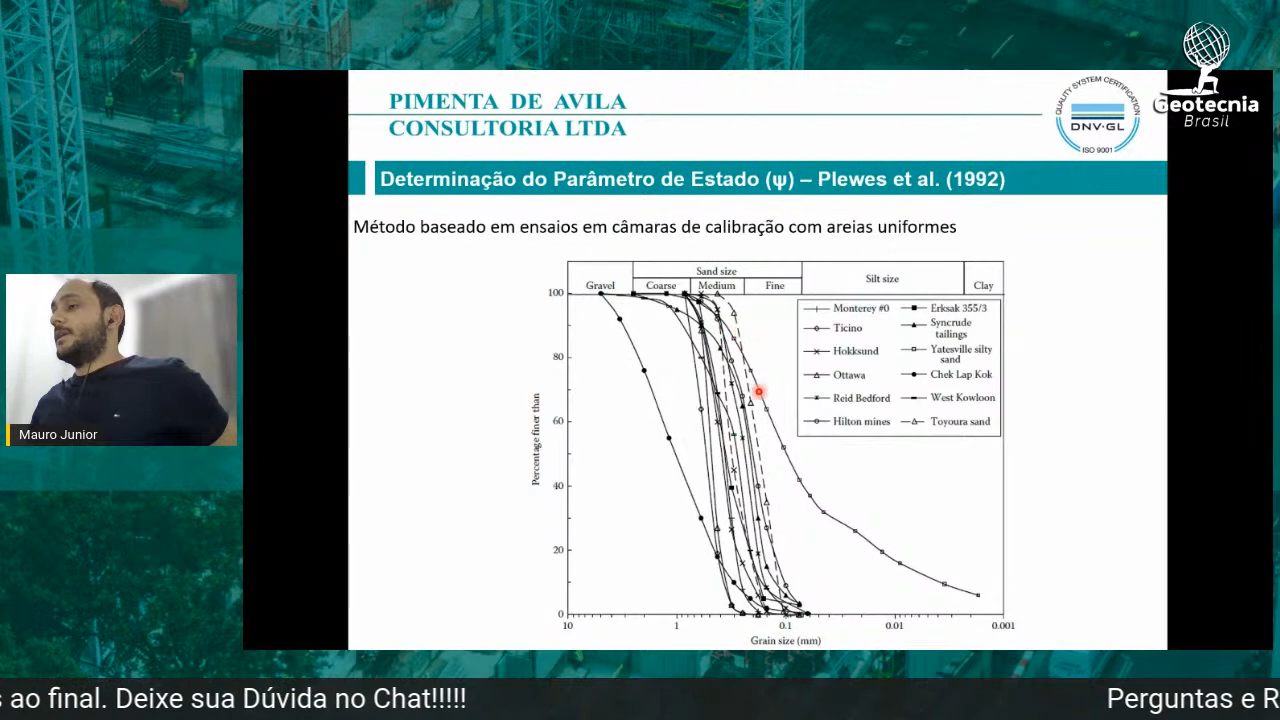 PIMENTA DE AVILA
CONSULTORIA LTDA
QUALITY SYSTEM CERTIFICATION
DNV·GL
ISO 9001
Geotecnia
Brasil
Determinação do Parâmetro de Estado (ψ) – Plewes et al. (1992)
Método baseado em ensaios em câmaras de calibração com areias uniformes
Sand size
Silt size
Gravel
Coarse
Medium
Fine
Clay
Monterey #0
Ticino
Hokksund
Ottawa
Reid Bedford
Hilton mines
Erksak 355/3
Syncrude
tailings
Yatesville silty
sand
Chek Lap Kok
West Kowloon
Toyoura sand
Percentage finer than
100
80
60
40
20
0
10
1
0.1
0.01
0.001
Grain size (mm)
Mauro Junior
s ao final. Deixe sua Dúvida no Chat!!!!!
Perguntas e R